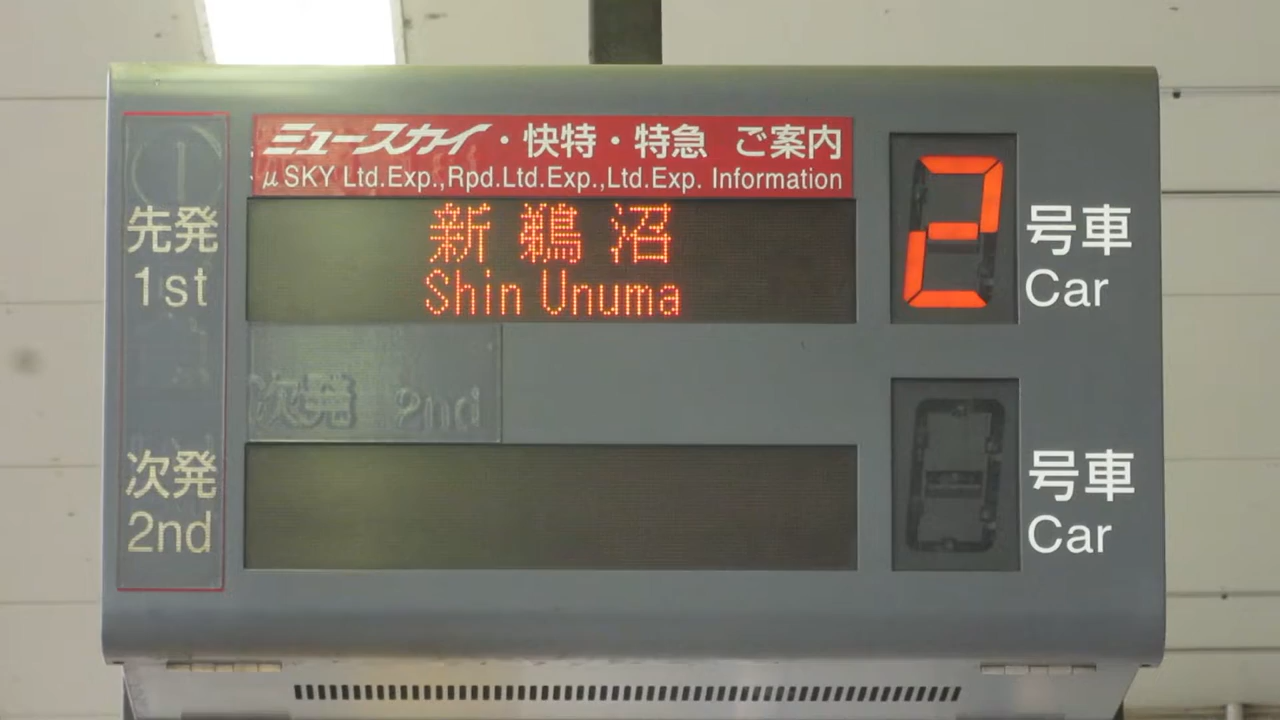 ミュースカイ・快特・特急 ご案内
μ SKY Ltd.Exp.,Rpd.Ltd.Exp.,Ltd.Exp. Information
先発
1st
新鵜沼
Shin Unuma
2
号車
Car
次発 2nd
次発
2nd
号車
Car